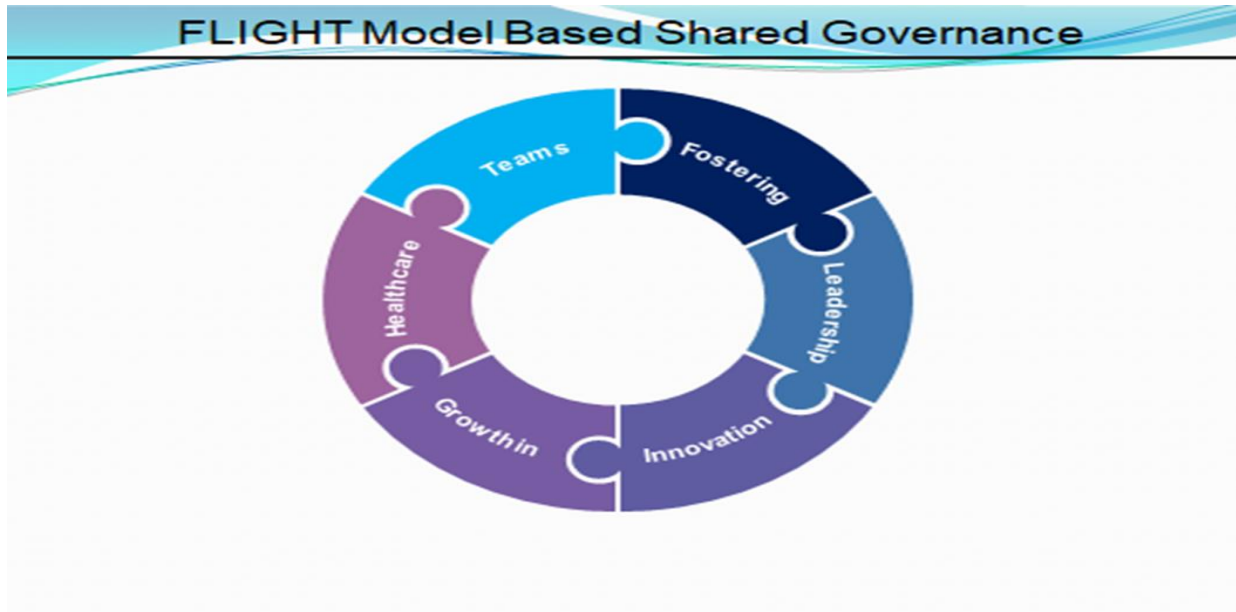 FLIGHT Model Based Shared Governance
Fostering
Leadership
Innovation
Growthin
Healthcare
Teams